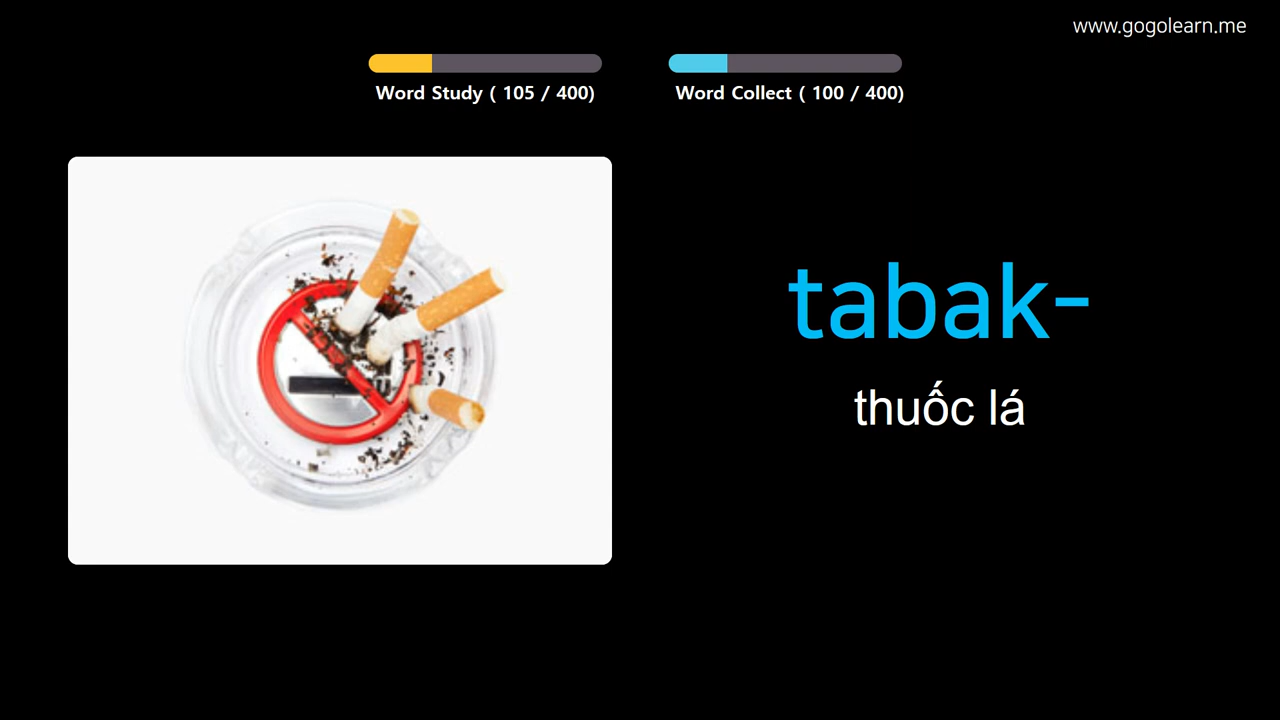 www.gogolearn.me
Word Study ( 105 / 400)
Word Collect ( 100 / 400)
tabak-
thuốc lá